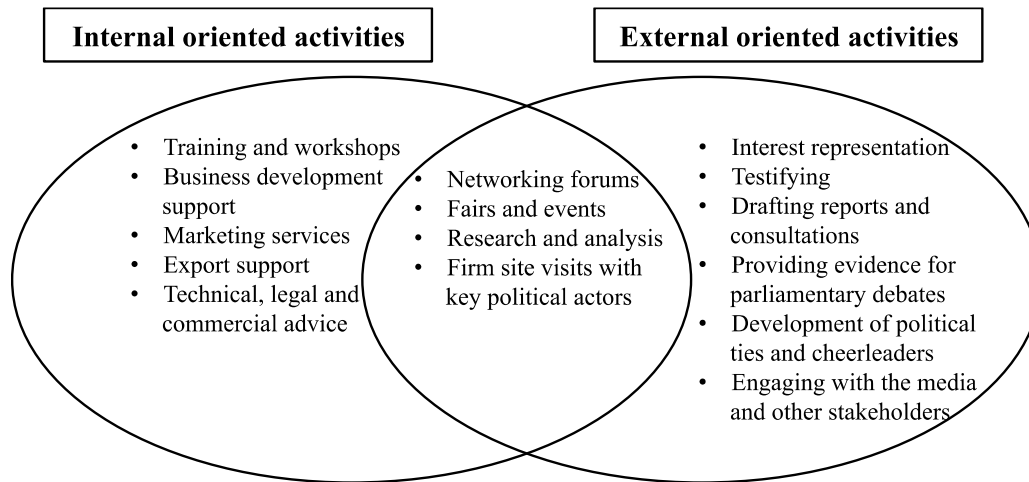 Internal oriented activities
External oriented activities
• Training and workshops
• Business development
support
• Marketing services
• Export support
• Technical, legal and
commercial advice
• Networking forums
• Fairs and events
• Research and analysis
• Firm site visits with
key political actors
• Interest representation
• Testifying
• Drafting reports and
consultations
• Providing evidence for
parliamentary debates
• Development of political
ties and cheerleaders
• Engaging with the media
and other stakeholders